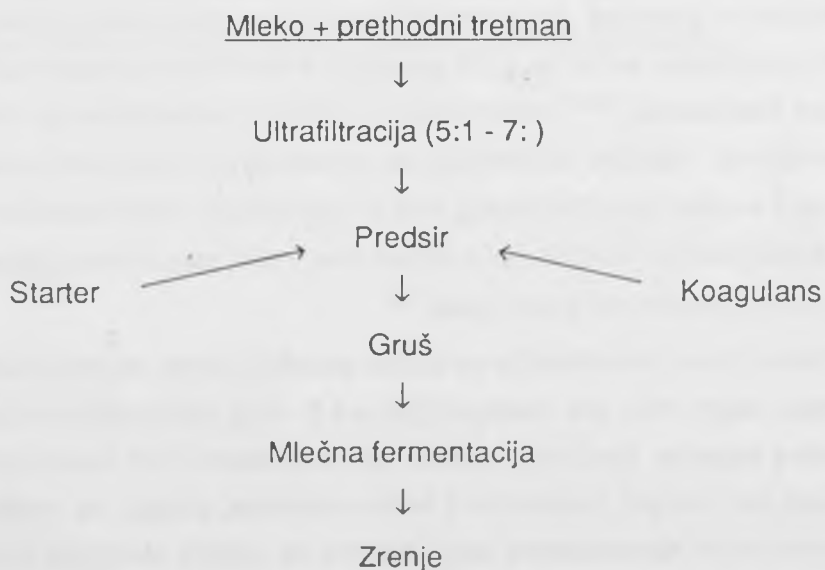 Mleko + prethodni tretman
↓
Ultrafiltracija (5:1 - 7: )
↓
Predsir
Starter ↓ Koagulans
Gruš
↓
Mlečna fermentacija
↓
Zrenje